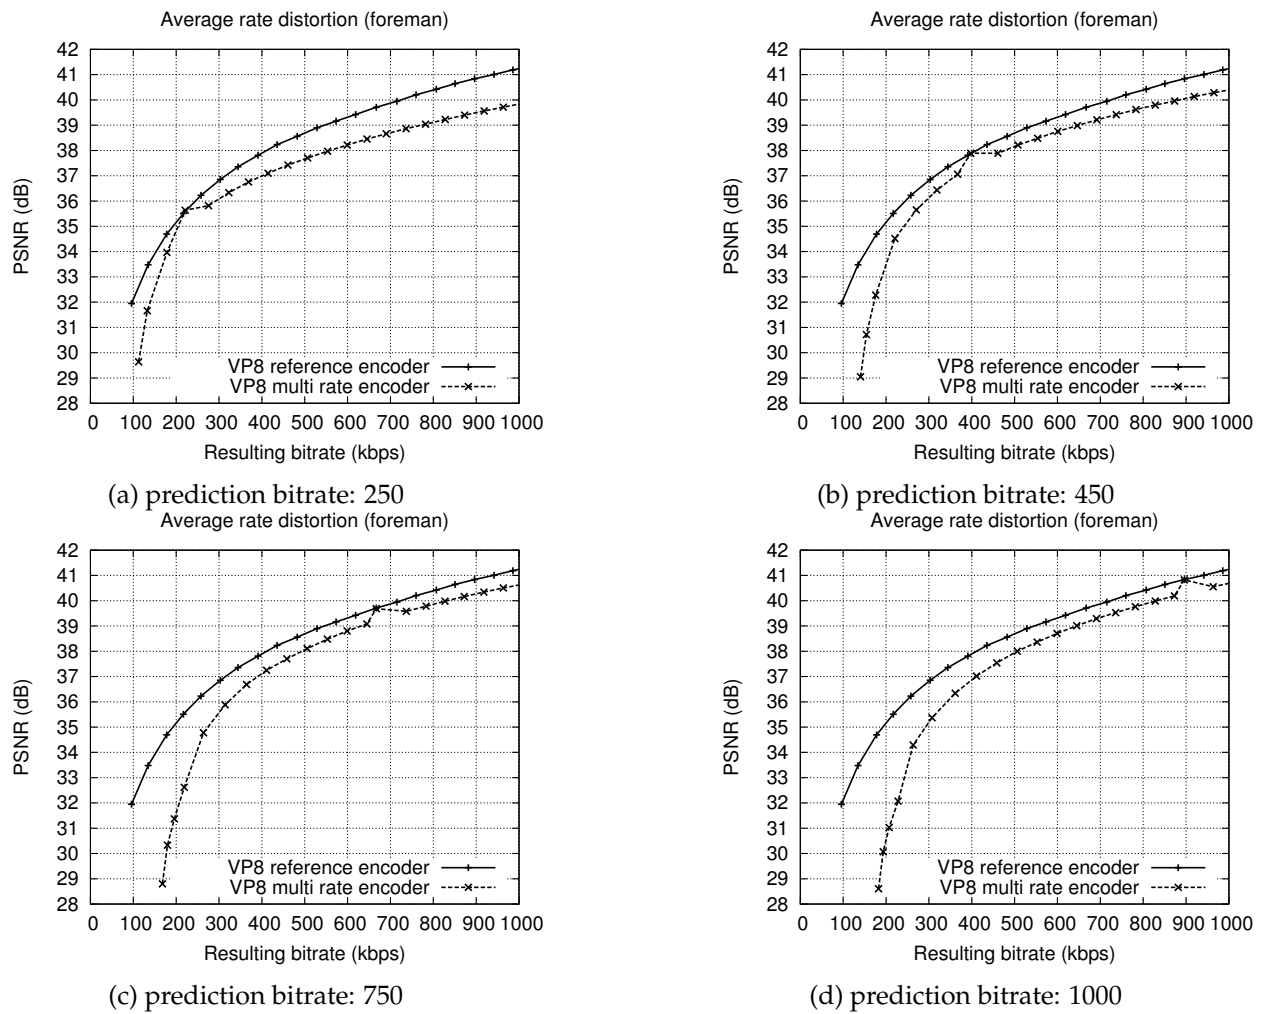 Average rate distortion (foreman)
42
41
40
39
38
37
36
35
34
33
32
31
30
29
28
PSNR (dB)
VP8 reference encoder
VP8 multi rate encoder
0 100 200 300 400 500 600 700 800 900 1000
Resulting bitrate (kbps)
(a) prediction bitrate: 250
Average rate distortion (foreman)
42
41
40
39
38
37
36
35
34
33
32
31
30
29
28
PSNR (dB)
VP8 reference encoder
VP8 multi rate encoder
0 100 200 300 400 500 600 700 800 900 1000
Resulting bitrate (kbps)
(b) prediction bitrate: 450
Average rate distortion (foreman)
42
41
40
39
38
37
36
35
34
33
32
31
30
29
28
PSNR (dB)
VP8 reference encoder
VP8 multi rate encoder
0 100 200 300 400 500 600 700 800 900 1000
Resulting bitrate (kbps)
(c) prediction bitrate: 750
Average rate distortion (foreman)
42
41
40
39
38
37
36
35
34
33
32
31
30
29
28
PSNR (dB)
VP8 reference encoder
VP8 multi rate encoder
0 100 200 300 400 500 600 700 800 900 1000
Resulting bitrate (kbps)
(d) prediction bitrate: 1000